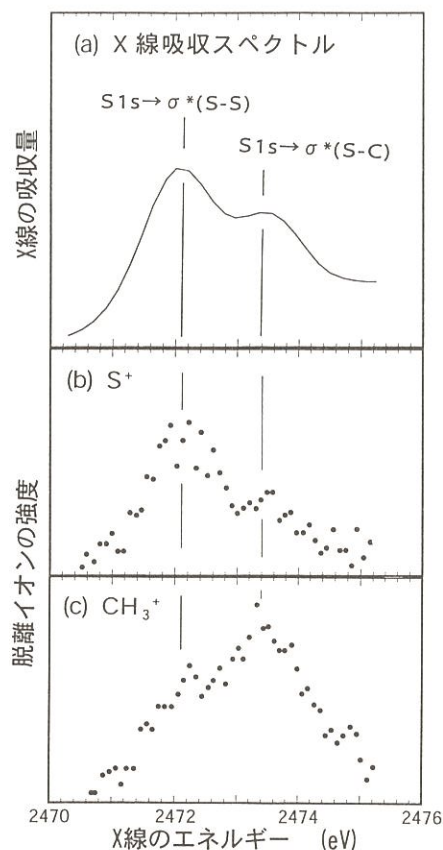 (a) X 線吸収スペクトル
S1s→σ*(S-S)
S1s→σ*(S-C)
X線の吸収量
(b) S⁺
(c) CH₃⁺
脱離イオンの強度
2470 2472 2474 2476
X線のエネルギー (eV)